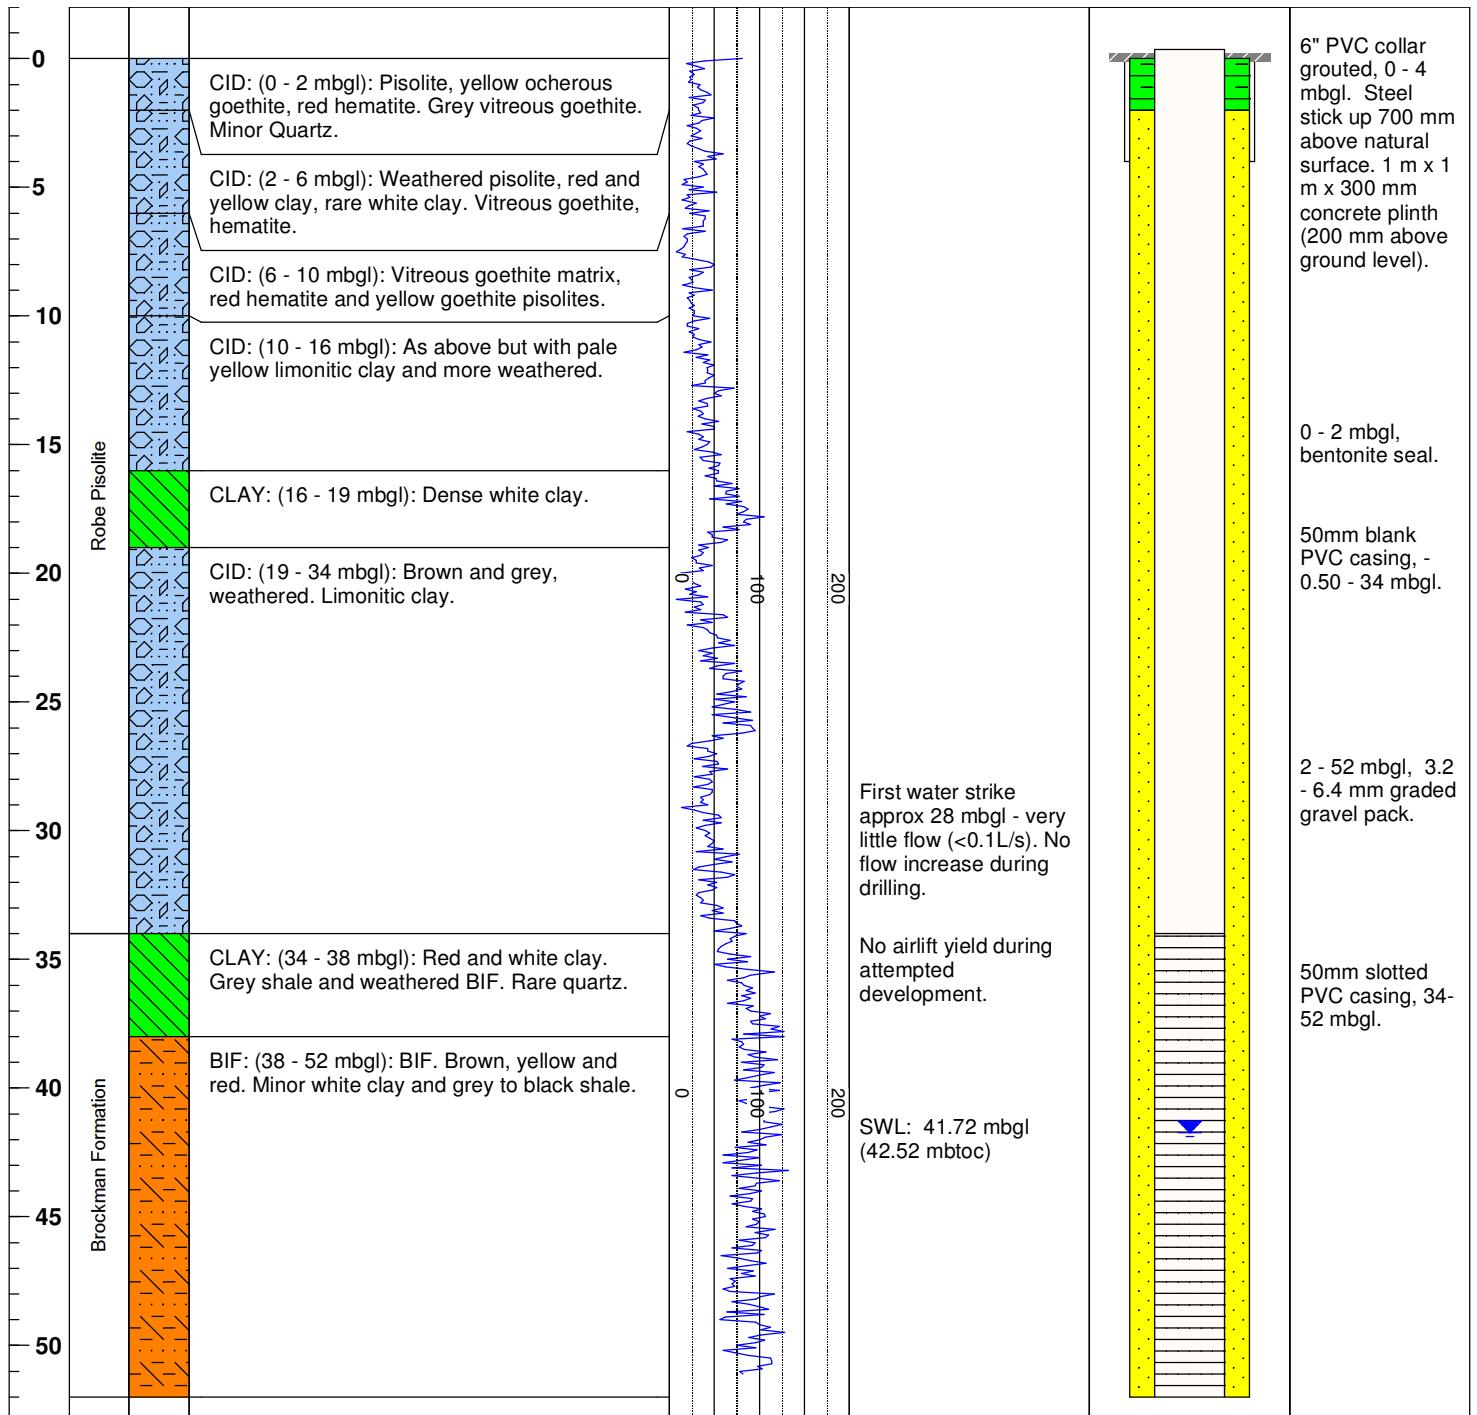 0
5
10
15
20
25
30
35
40
45
50
Robe Pisolite
Brockman Formation
CID: (0 - 2 mbgl): Pisolite, yellow ocherous
goethite, red hematite. Grey vitreous goethite.
Minor Quartz.
CID: (2 - 6 mbgl): Weathered pisolite, red and
yellow clay, rare white clay. Vitreous goethite,
hematite.
CID: (6 - 10 mbgl): Vitreous goethite matrix,
red hematite and yellow goethite pisolites.
CID: (10 - 16 mbgl): As above but with pale
yellow limonitic clay and more weathered.
CLAY: (16 - 19 mbgl): Dense white clay.
CID: (19 - 34 mbgl): Brown and grey,
weathered. Limonitic clay.
CLAY: (34 - 38 mbgl): Red and white clay.
Grey shale and weathered BIF. Rare quartz.
BIF: (38 - 52 mbgl): BIF. Brown, yellow and
red. Minor white clay and grey to black shale.
0
100
200
0
100
200
First water strike
approx 28 mbgl - very
little flow (<0.1L/s). No
flow increase during
drilling.
No airlift yield during
attempted
development.
SWL: 41.72 mbgl
(42.52 mbtoc)
6" PVC collar
grouted, 0 - 4
mbgl. Steel
stick up 700 mm
above natural
surface. 1 m x 1
m x 300 mm
concrete plinth
(200 mm above
ground level).
0 - 2 mbgl,
bentonite seal.
50mm blank
PVC casing, -
0.50 - 34 mbgl.
2 - 52 mbgl, 3.2
- 6.4 mm graded
gravel pack.
50mm slotted
PVC casing, 34-
52 mbgl.